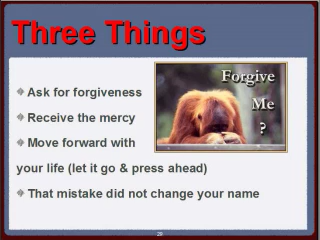 Three Things
Ask for forgiveness
Receive the mercy
Move forward with
your life (let it go & press ahead)
That mistake did not change your name
Forgive
Me
?